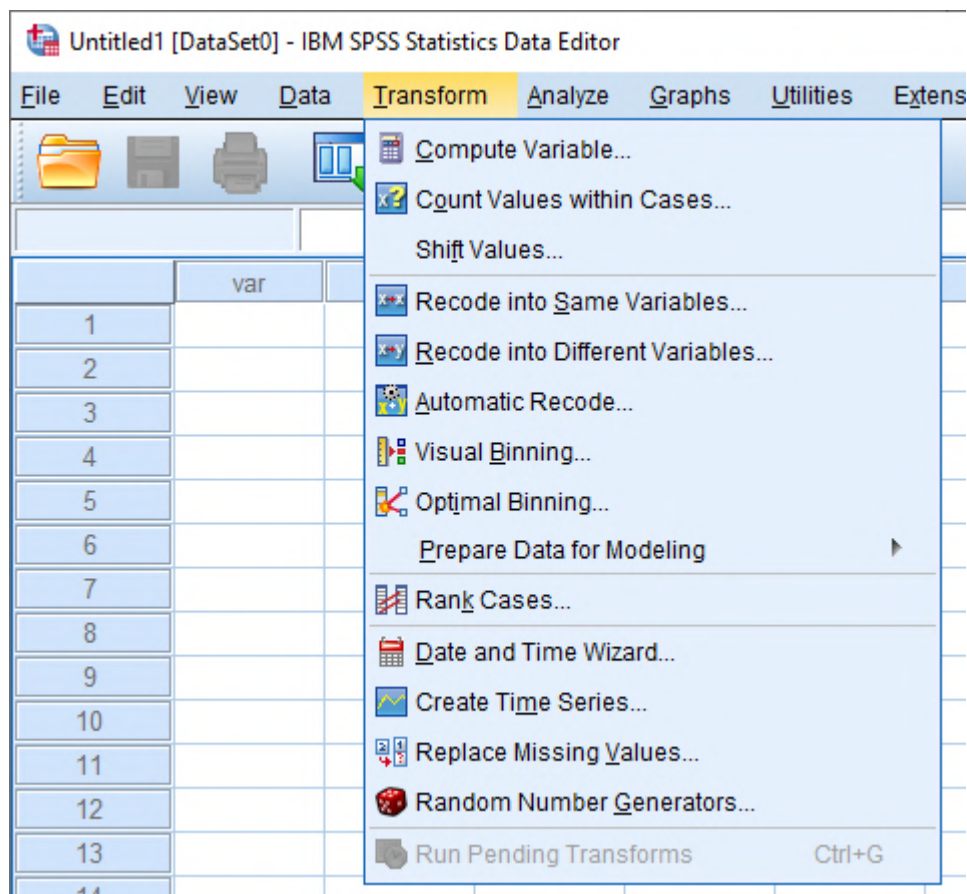 Untitled1 [DataSet0] - IBM SPSS Statistics Data Editor
File Edit View Data Transform Analyze Graphs Utilities Extens
Compute Variable...
Count Values within Cases...
Shift Values...
var
Recode into Same Variables...
1
Recode into Different Variables...
2
Automatic Recode...
3
Visual Binning...
4
Optimal Binning...
5
Prepare Data for Modeling
6
Rank Cases...
7
8
Date and Time Wizard...
9
Create Time Series...
10
Replace Missing Values...
11
Random Number Generators...
12
Run Pending Transforms Ctrl+G
13
14